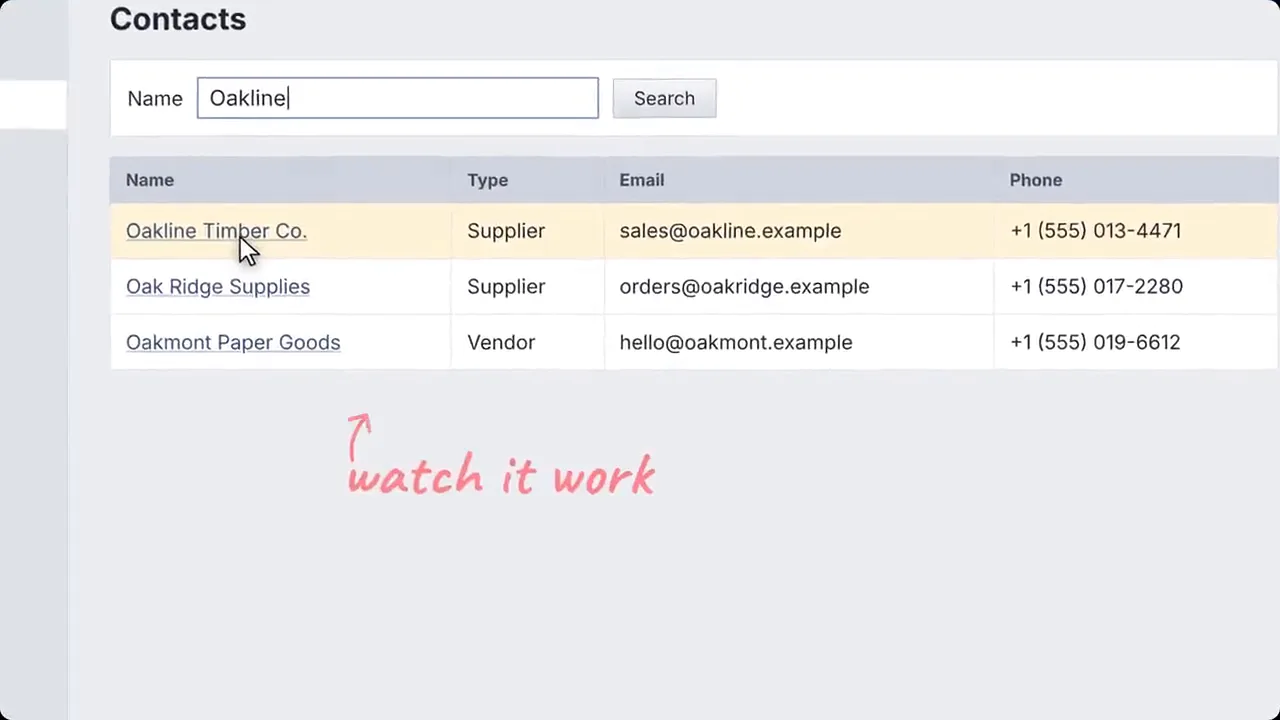 Contacts
Name Oakline Search
Name Type Email Phone
Oakline Timber Co. Supplier sales@oakline.example +1 (555) 013-4471
Oak Ridge Supplies Supplier orders@oakridge.example +1 (555) 017-2280
Oakmont Paper Goods Vendor hello@oakmont.example +1 (555) 019-6612
watch it work